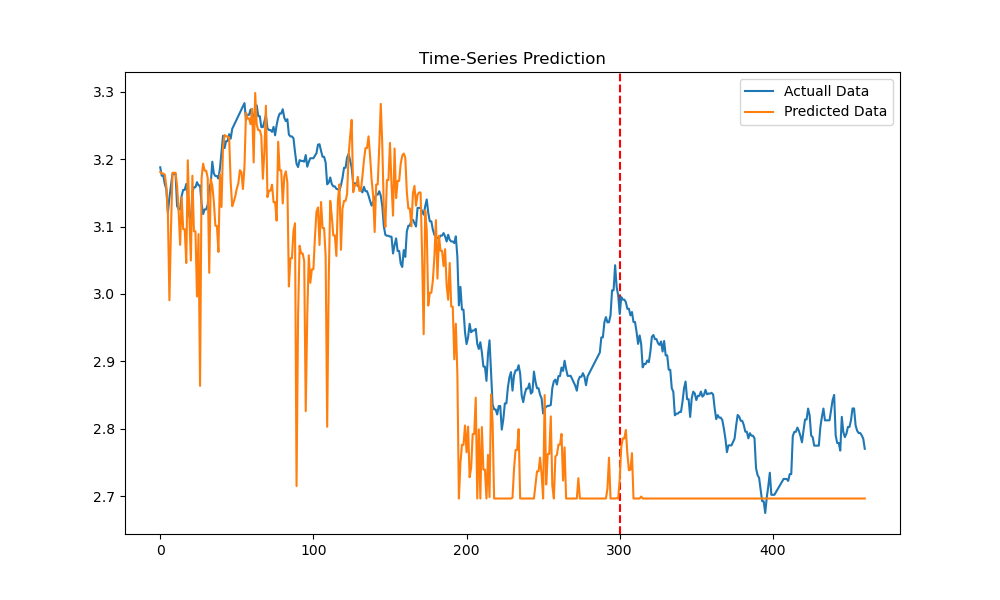 Time-Series Prediction
Actuall Data
Predicted Data
3.3
3.2
3.1
3.0
2.9
2.8
2.7
0 100 200 300 400